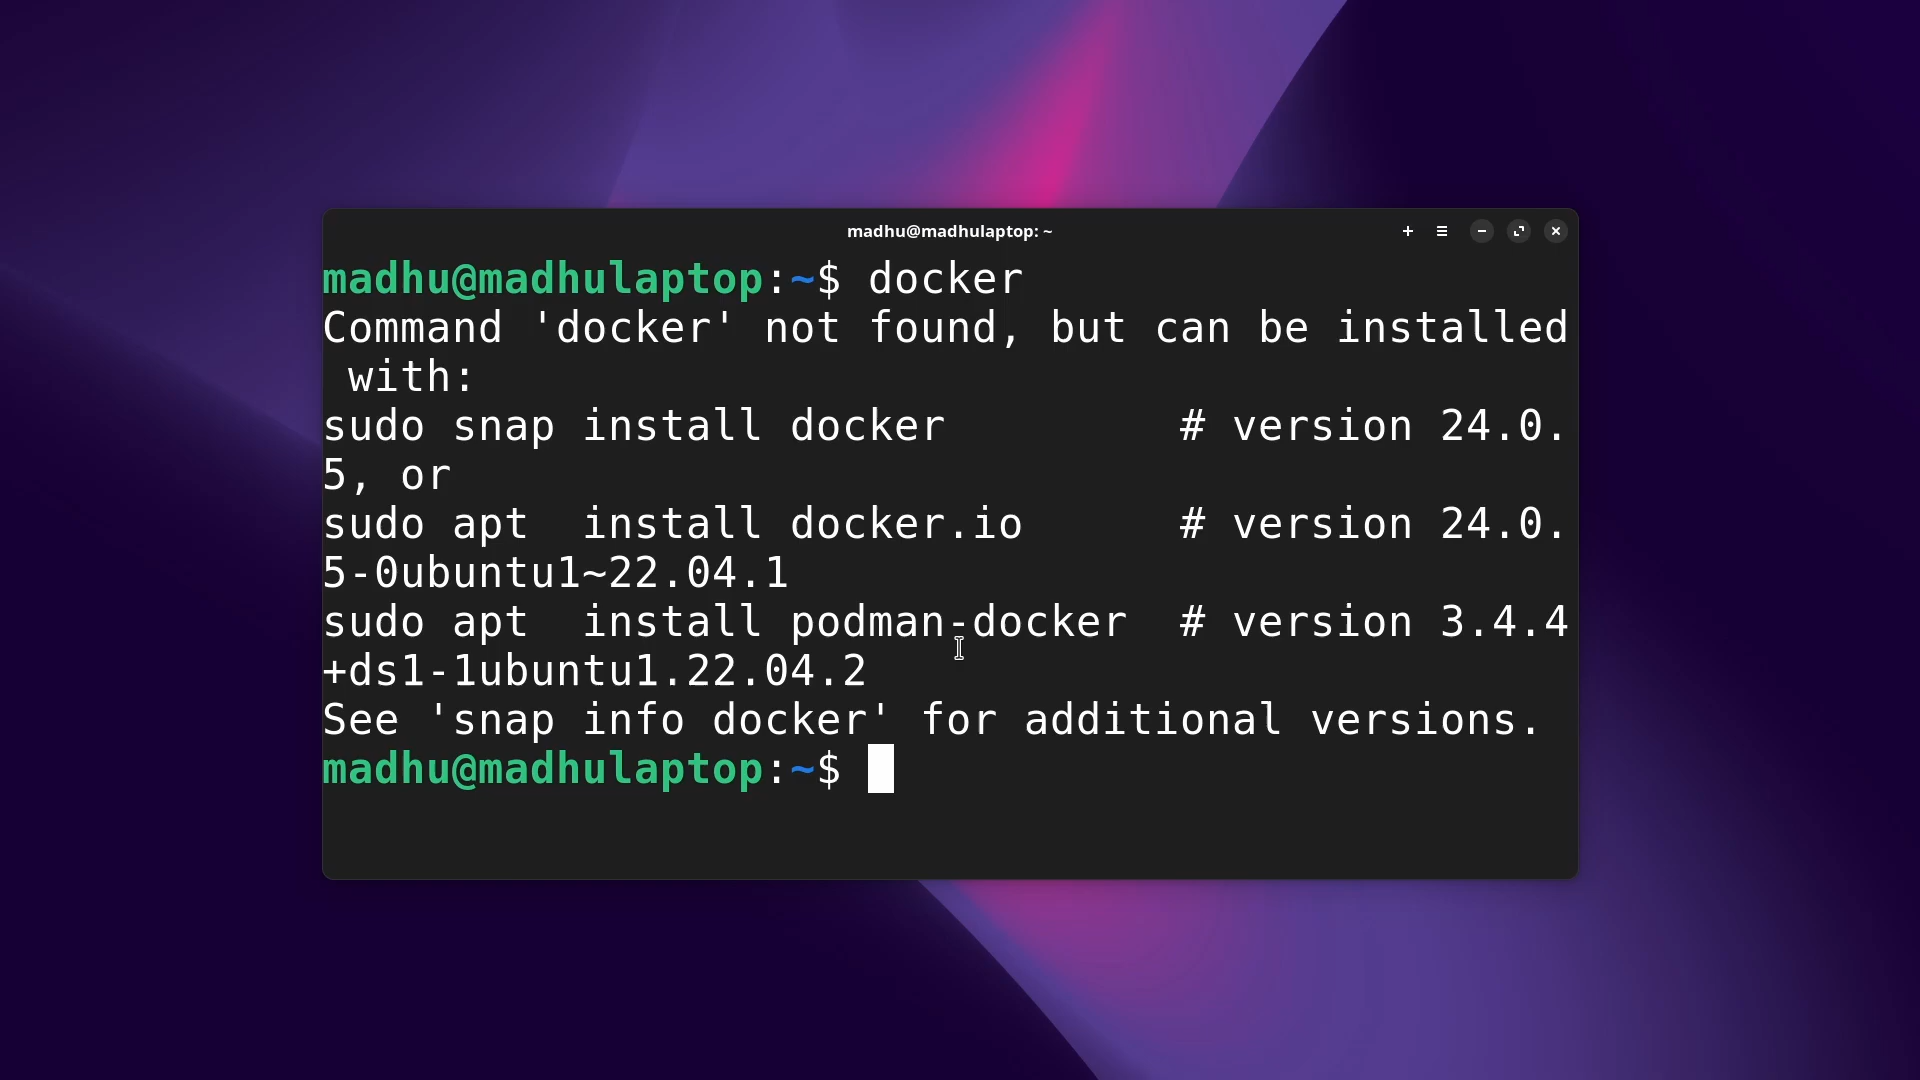 madhu@madhulaptop: ~
madhu@madhulaptop:~$ docker
Command 'docker' not found, but can be installed
 with:
sudo snap install docker         # version 24.0.
5, or
sudo apt  install docker.io      # version 24.0.
5-0ubuntu1~22.04.1
sudo apt  install podman-docker  # version 3.4.4
+ds1-1ubuntu1.22.04.2
See 'snap info docker' for additional versions.
madhu@madhulaptop:~$